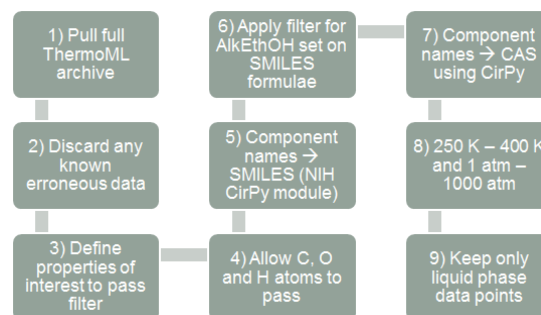 1) Pull full
ThermoML
archive
2) Discard any
known
erroneous data
3) Define
properties of
interest to pass
filter
4) Allow C, O
and H atoms to
pass
5) Component
names →
SMILES (NIH
CirPy module)
6) Apply filter for
AlkEthOH set on
SMILES
formulae
7) Component
names → CAS
using CirPy
8) 250 K – 400 K
and 1 atm –
1000 atm
9) Keep only
liquid phase
data points